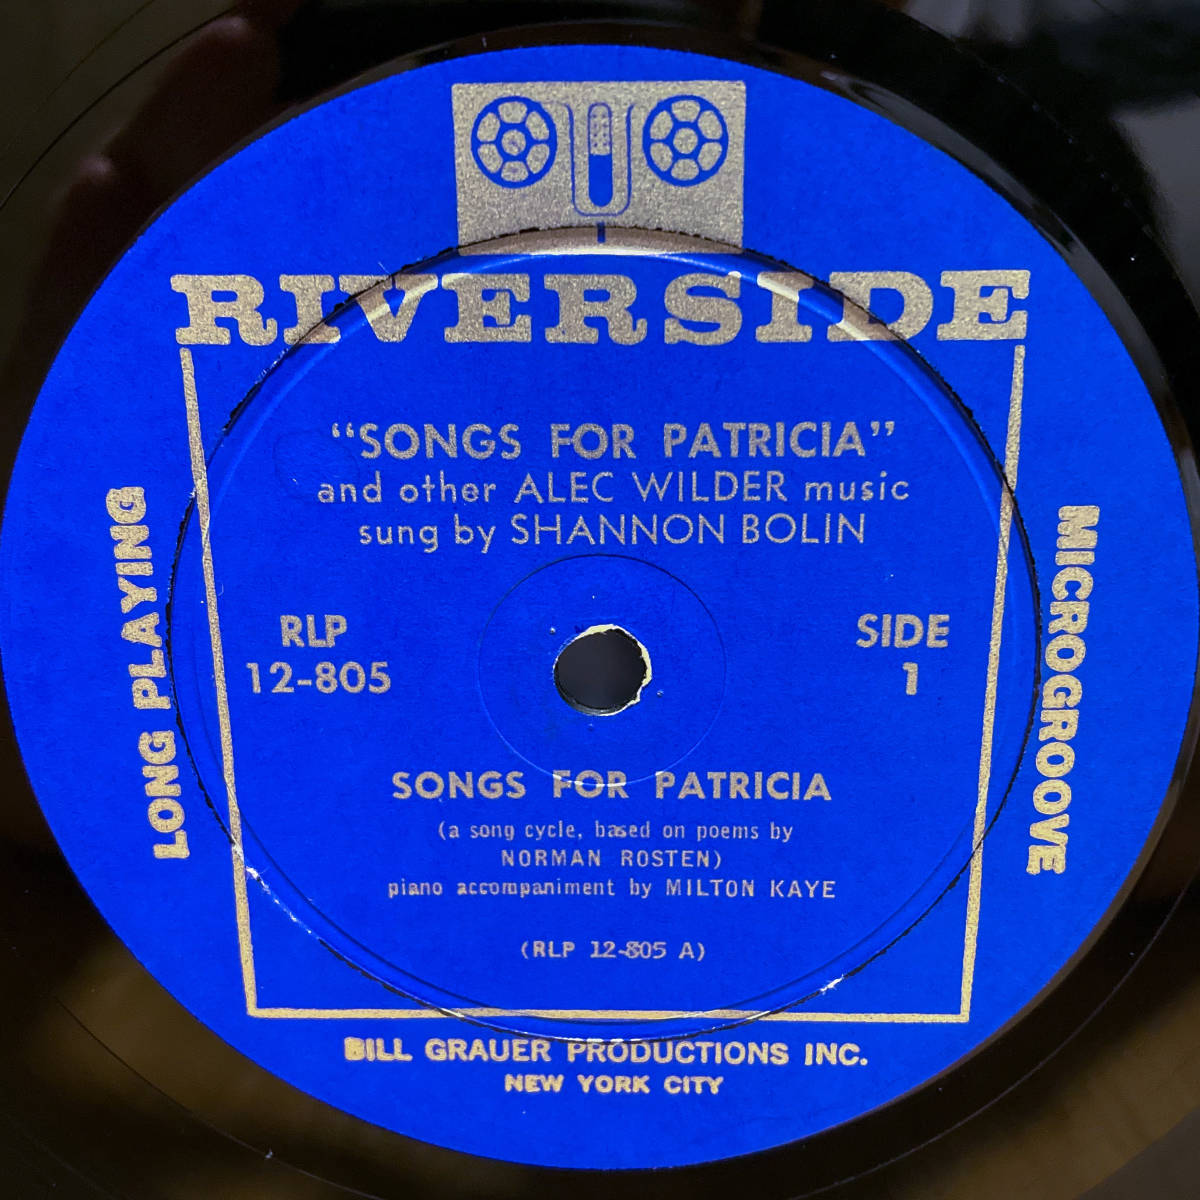 RIVERSIDE
"SONGS FOR PATRICIA"
and other ALEC WILDER music
sung by SHANNON BOLIN
RLP
12-805
SIDE
1
LONG PLAYING
MICROGROOVE
SONGS FOR PATRICIA
(a song cycle, based on poems by
NORMAN ROSTEN)
piano accompaniment by MILTON KAYE
(RLP 12-805 A)
BILL GRAUER PRODUCTIONS INC.
NEW YORK CITY